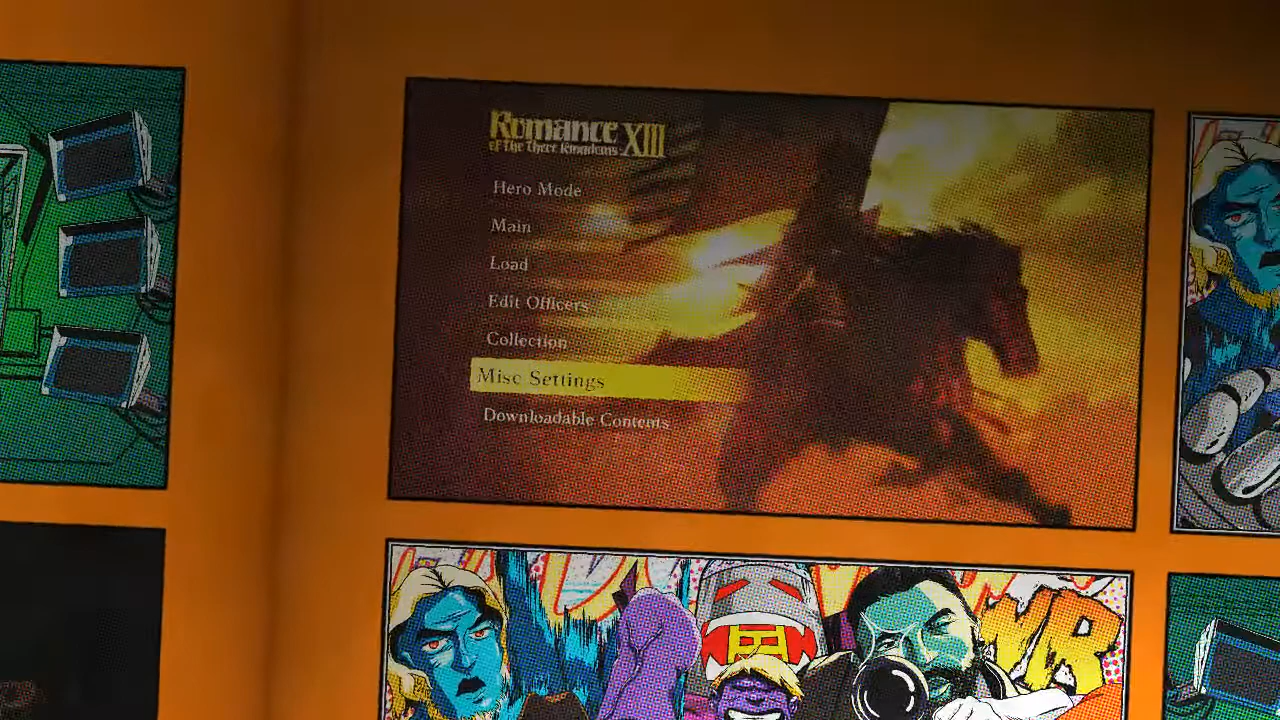 Romance XIII
of The Three Kingdoms
Hero Mode
Main
Load
Edit Officers
Collection
Misc Settings
Downloadable Contents